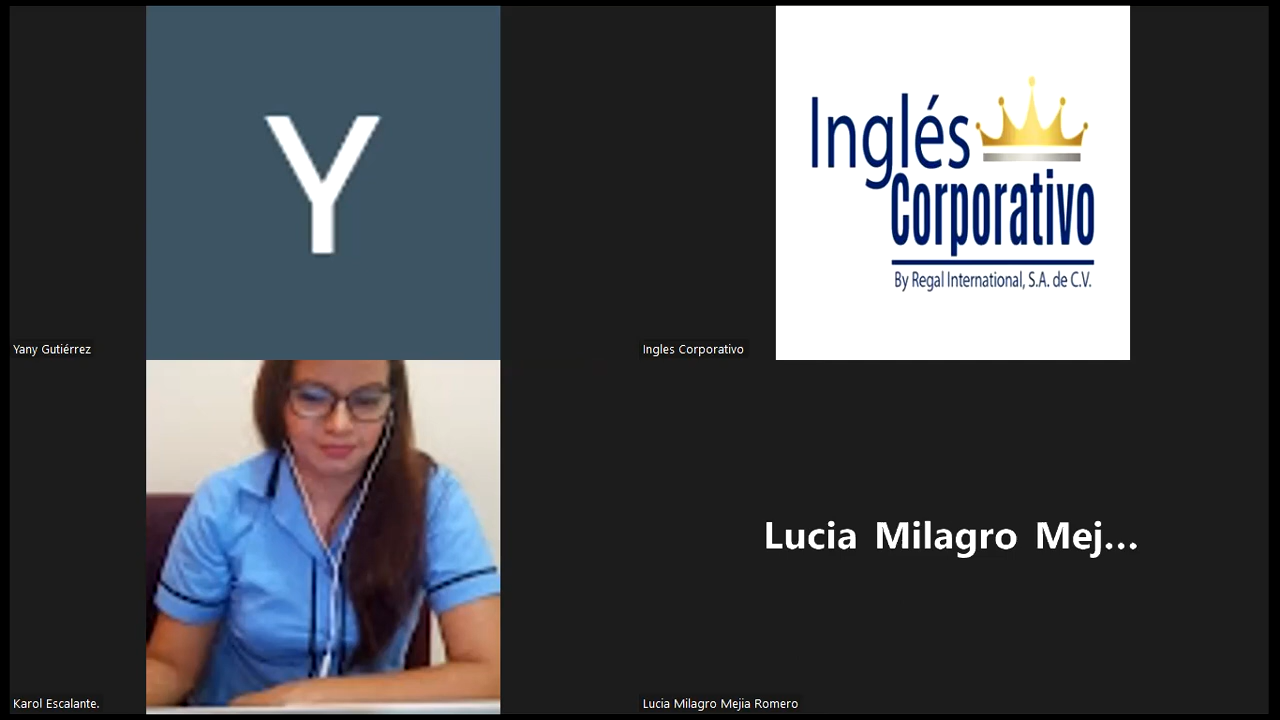 Y
Inglés
Corporativo
By Regal International, S.A. de C.V.
Yany Gutiérrez
Ingles Corporativo
Lucia Milagro Mej...
Karol Escalante.
Lucia Milagro Mejia Romero